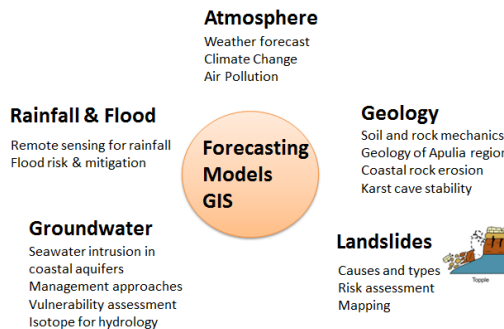 Atmosphere
Weather forecast
Climate Change
Air Pollution
Rainfall & Flood
Remote sensing for rainfall
Flood risk & mitigation
Forecasting
Models
GIS
Geology
Soil and rock mechanics
Geology of Apulia region
Coastal rock erosion
Karst cave stability
Groundwater
Seawater intrusion in
coastal aquifers
Management approaches
Vulnerability assessment
Isotope for hydrology
Landslides
Causes and types
Risk assessment
Mapping
Topple